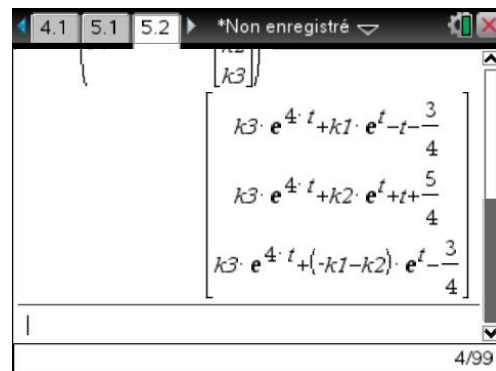 4.1 5.1 5.2 *Non enregistré
k3
k3· e^4·t+k1· e^t-t-3/4
k3· e^4·t+k2· e^t+t+5/4
k3· e^4·t+(-k1-k2)· e^t-3/4
4/99